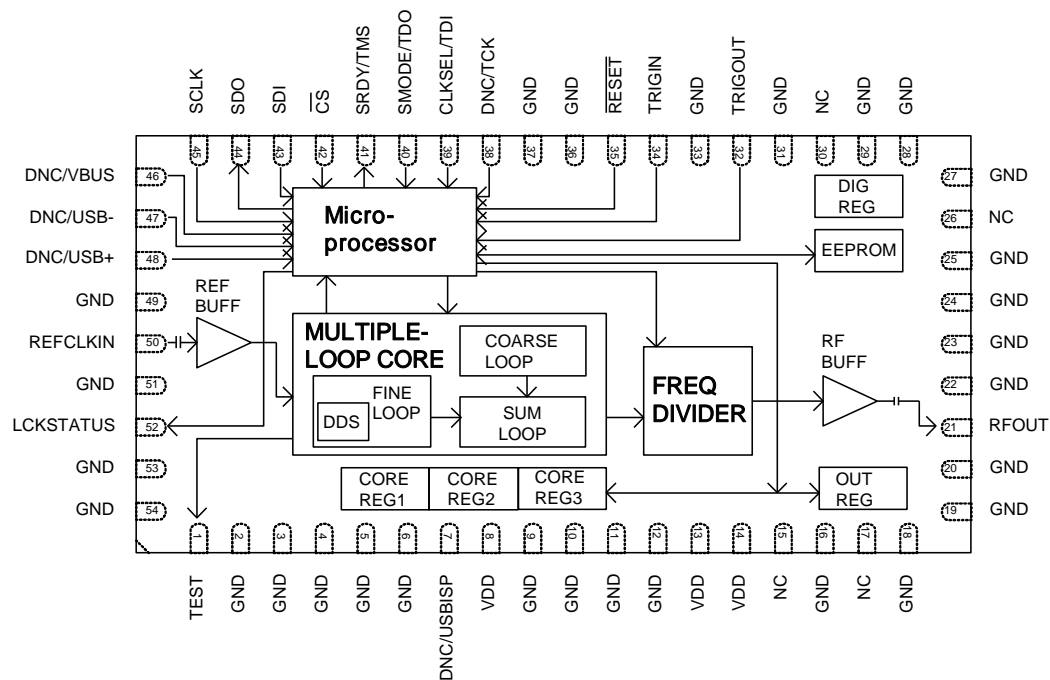 SCLK
SDO
SDI
CS
SRDY/TMS
SMODE/TDO
CLKSEL/TDI
DNC/TCK
GND
GND
RESET
TRIGIN
GND
TRIGOUT
GND
NC
GND
GND
45
44
43
42
41
40
39
38
37
36
35
34
33
32
31
30
29
28
DNC/VBUS
46
DNC/USB-
47
DNC/USB+
48
GND
49
REFCLKIN
50
GND
51
LCKSTATUS
52
GND
53
GND
54
REF
BUFF
Micro-
processor
MULTIPLE-
LOOP CORE
COARSE
LOOP
FINE
LOOP
DDS
SUM
LOOP
CORE
REG1
CORE
REG2
CORE
REG3
FREQ
DIVIDER
DIG
REG
EEPROM
RF
BUFF
OUT
REG
27
GND
26
NC
25
GND
24
GND
23
GND
22
GND
21
RFOUT
20
GND
19
GND
1
2
3
4
5
6
7
8
9
10
11
12
13
14
15
16
17
18
TEST
GND
GND
GND
GND
GND
DNC/USBISP
VDD
GND
GND
GND
GND
VDD
VDD
NC
GND
NC
GND